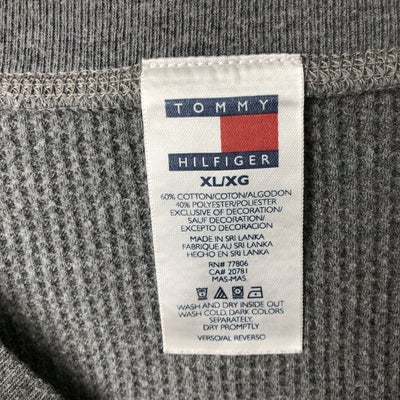 TOMMY
HILFIGER
XL/XG
60% COTTON/COTON/ALGODON
40% POLYESTER/POLIESTER
EXCLUSIVE OF DECORATION/
SAUF DECORATION/
EXCEPTO DECORACION
MADE IN SRI LANKA
FABRIQUE AU SRI LANKA
HECHO EN SRI LANKA
RN# 77806
CA# 20781
MAS-MAS
WASH AND DRY INSIDE OUT
WASH COLD, DARK COLORS
SEPARATELY,
DRY PROMPTLY
VERSO/AL REVERSO